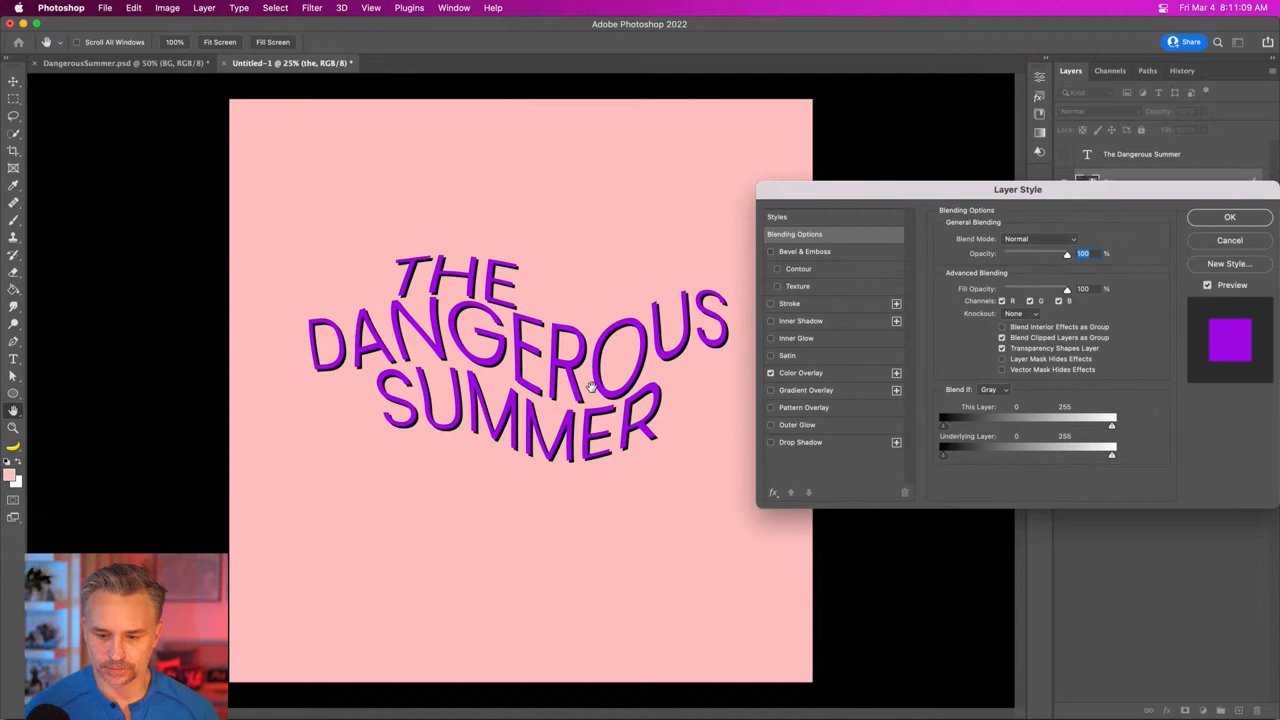 Photoshop File Edit Image Layer Type Select Filter 3D View Plugins Window Help Fri Mar 4 8:11:09 AM
Adobe Photoshop 2022
Scroll All Windows 100% Fit Screen Fill Screen Share
× DangerousSummer.psd @ 50% (BG, RGB/8) * × Untitled-1 @ 25% (the, RGB/8) *
Layers Channels Paths History
Kind
Normal Opacity:
Lock: Fill:
T The Dangerous Summer
Layer Style
Styles
Blending Options
Bevel & Emboss
Contour
Texture
Stroke
Inner Shadow
Inner Glow
Satin
Color Overlay
Gradient Overlay
Pattern Overlay
Outer Glow
Drop Shadow
fx
Blending Options
General Blending
Blend Mode: Normal
Opacity: 100 %
Advanced Blending
Fill Opacity: 100 %
Channels: R G B
Knockout: None
Blend Interior Effects as Group
Blend Clipped Layers as Group
Transparency Shapes Layer
Layer Mask Hides Effects
Vector Mask Hides Effects
Blend If: Gray
This Layer: 0 255
Underlying Layer: 0 255
OK
Cancel
New Style...
Preview
THE
DANGEROUS
SUMMER